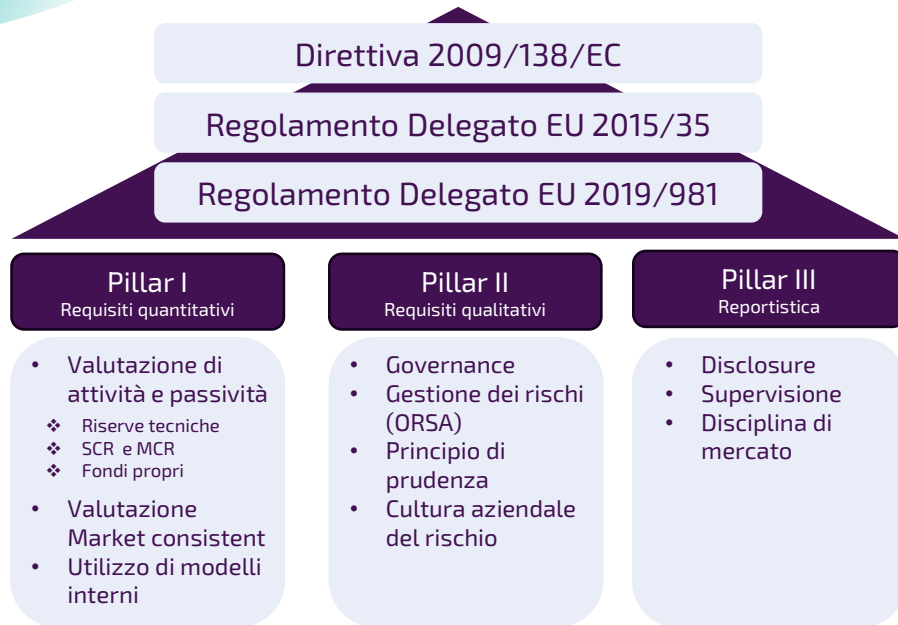 Direttiva 2009/138/EC
Regolamento Delegato EU 2015/35
Regolamento Delegato EU 2019/981
Pillar I
Requisiti quantitativi
• Valutazione di
attività e passività
❖ Riserve tecniche
❖ SCR e MCR
❖ Fondi propri
• Valutazione
Market consistent
• Utilizzo di modelli
interni
Pillar II
Requisiti qualitativi
• Governance
• Gestione dei rischi
(ORSA)
• Principio di
prudenza
• Cultura aziendale
del rischio
Pillar III
Reportistica
• Disclosure
• Supervisione
• Disciplina di
mercato